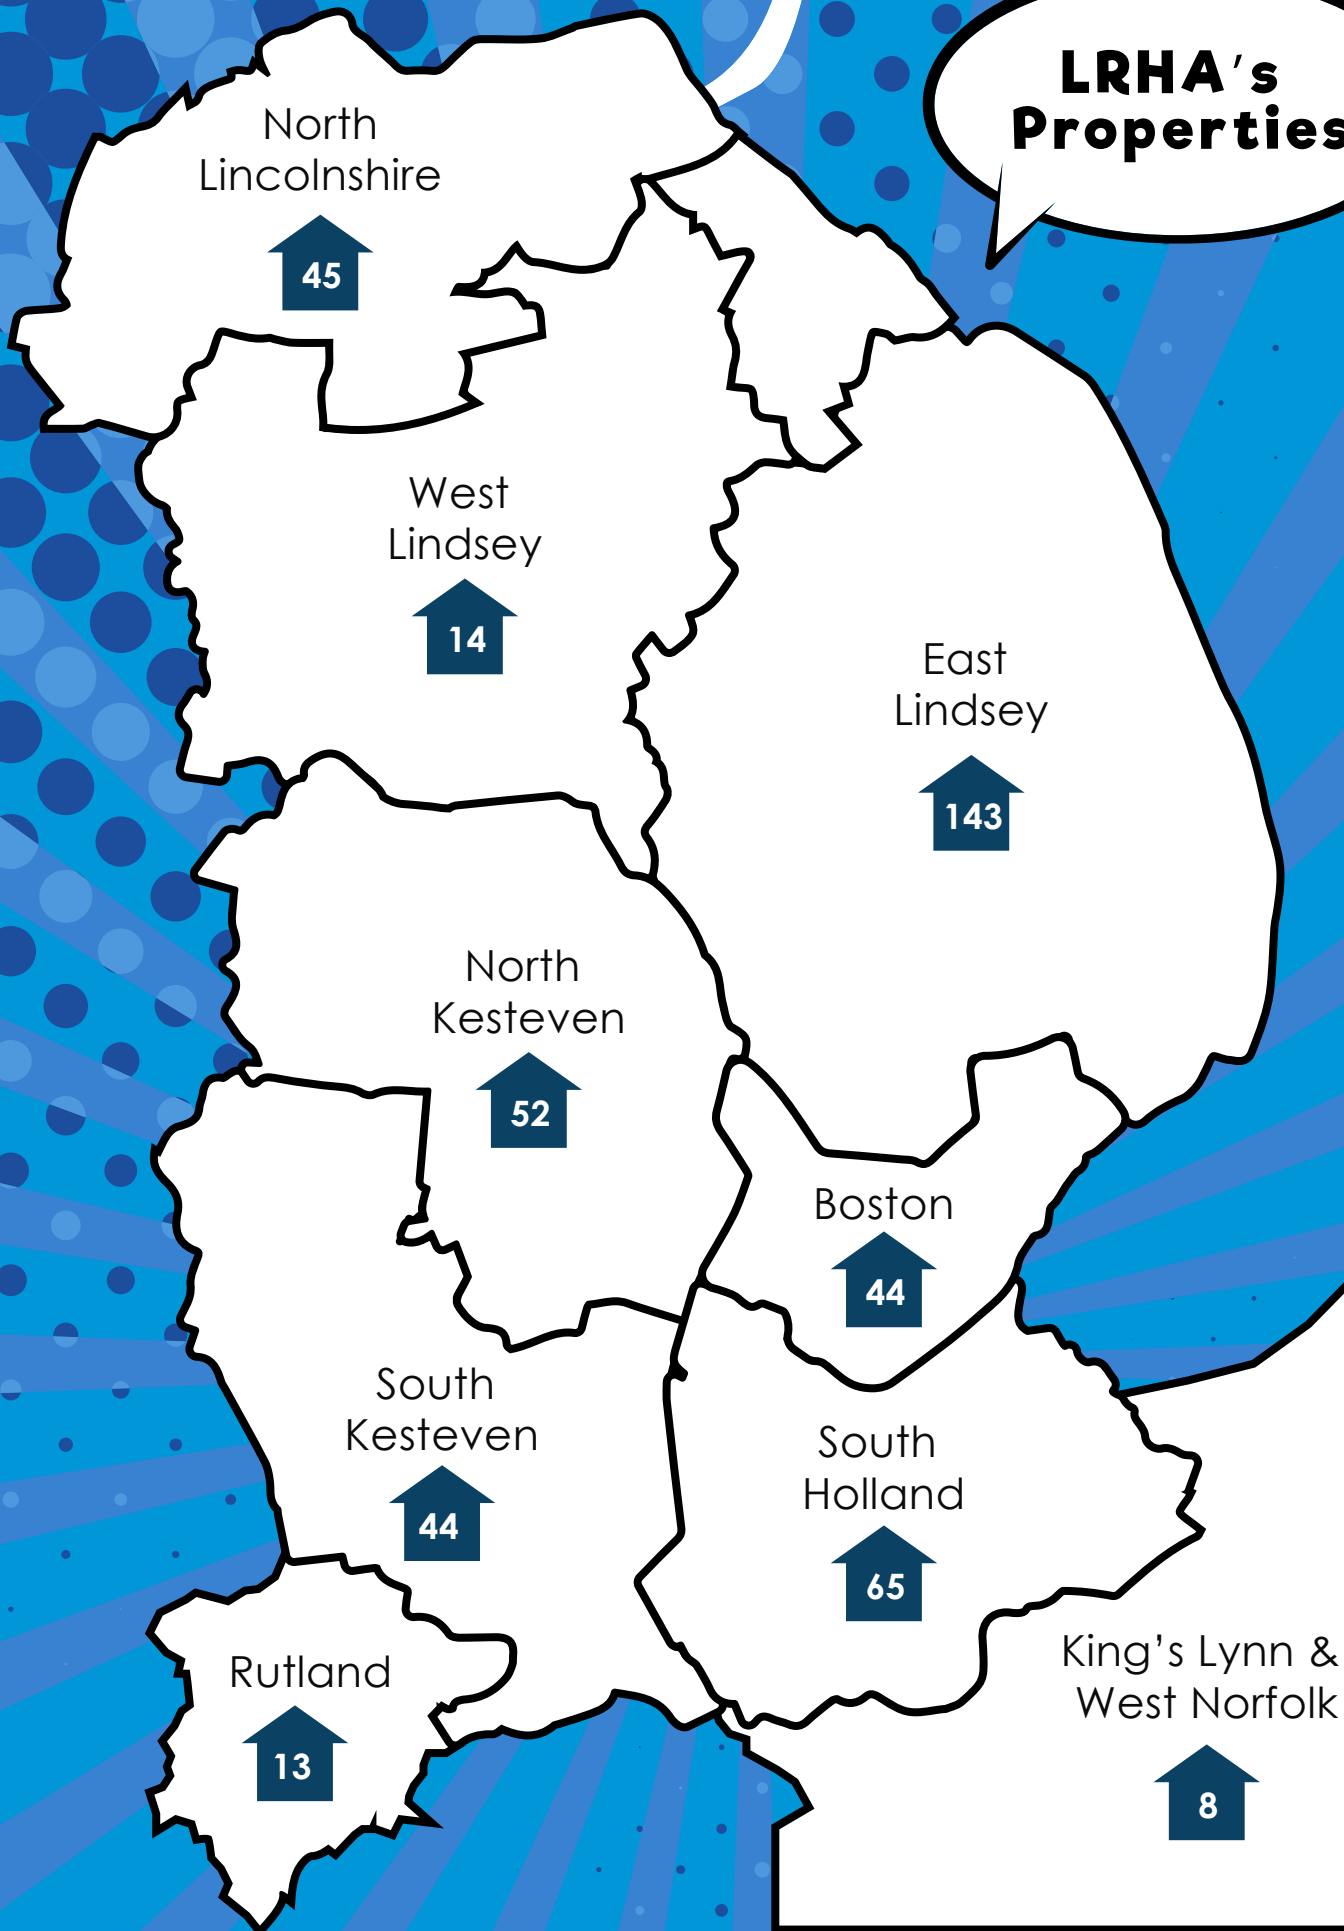 LRHA's
Properties
North
Lincolnshire
45
West
Lindsey
14
East
Lindsey
143
North
Kesteven
52
Boston
44
South
Kesteven
44
South
Holland
65
Rutland
13
King's Lynn &
West Norfolk
8